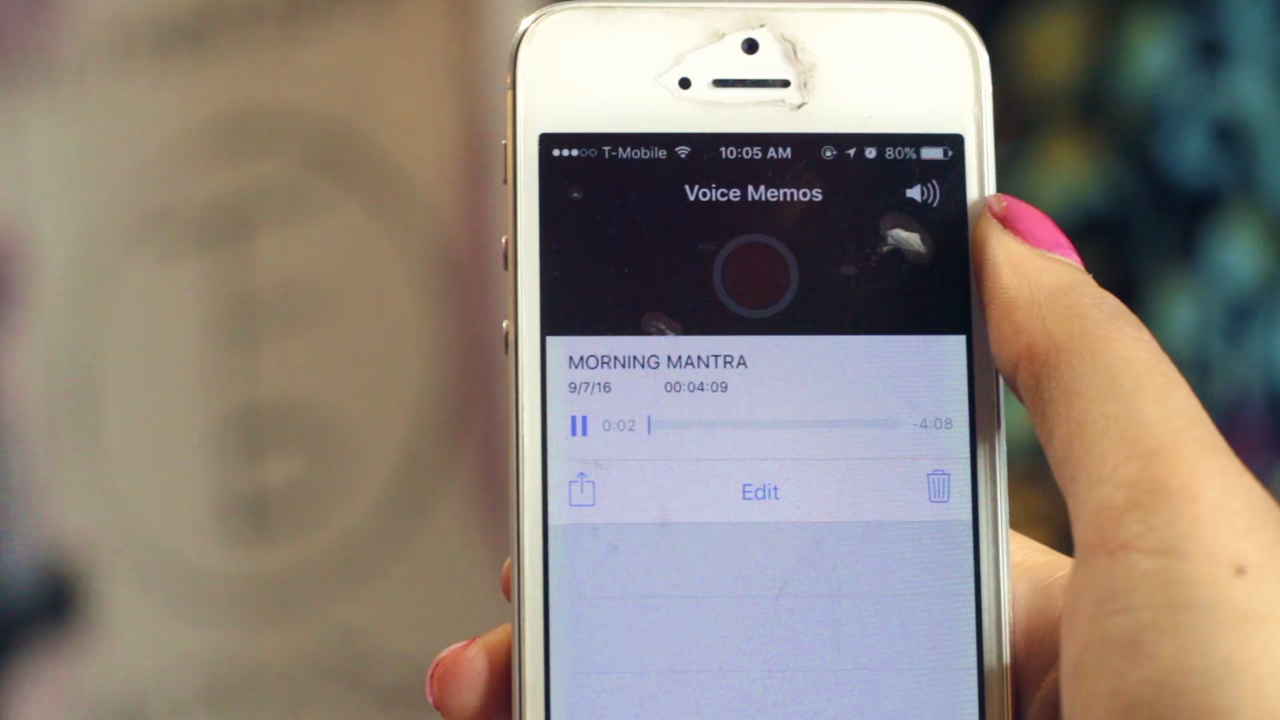 T-Mobile 10:05 AM 80%
Voice Memos
MORNING MANTRA
9/7/16 00:04:09
0:02 -4:08
Edit